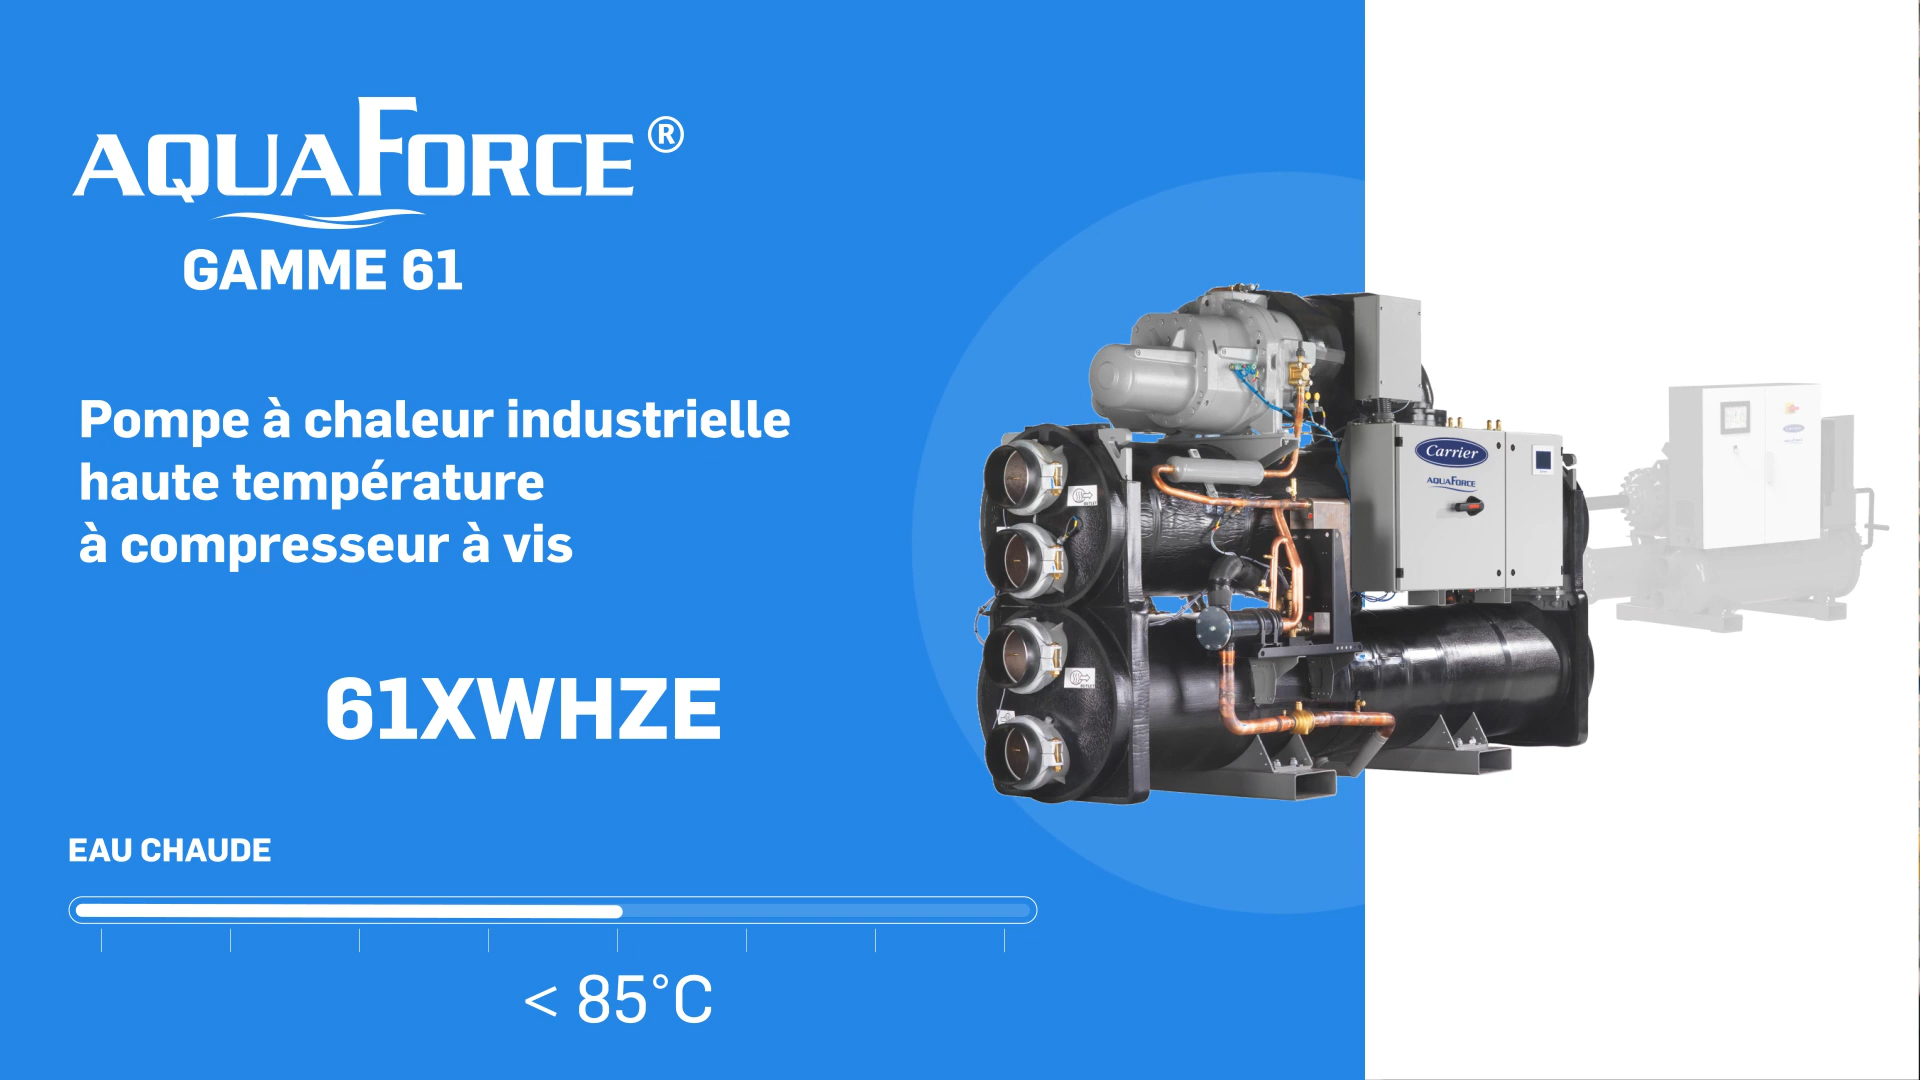 AQUAFORCE®
GAMME 61
Pompe à chaleur industrielle
haute température
à compresseur à vis
61XWHZE
EAU CHAUDE
< 85°C
Carrier
AQUAFORCE